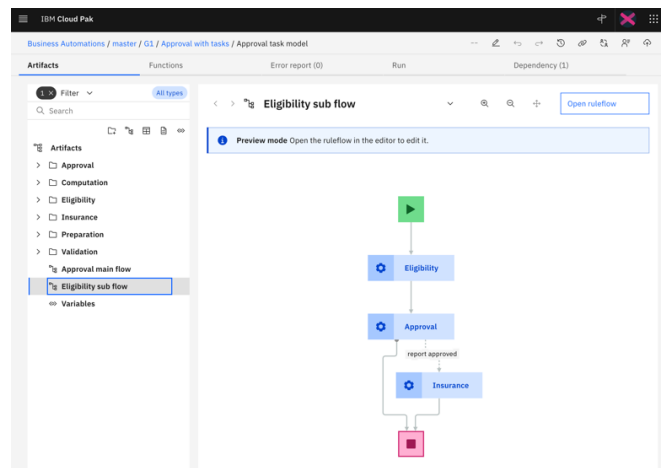 IBM Cloud Pak
Business Automations / master / G1 / Approval with tasks / Approval task model
Artifacts
Functions
Error report (0)
Run
Dependency (1)
1 ×
Filter
All types
Search
Artifacts
Approval
Computation
Eligibility
Insurance
Preparation
Validation
Approval main flow
Eligibility sub flow
Variables
Eligibility sub flow
Open ruleflow
Preview mode Open the ruleflow in the editor to edit it.
Eligibility
Approval
report approved
Insurance